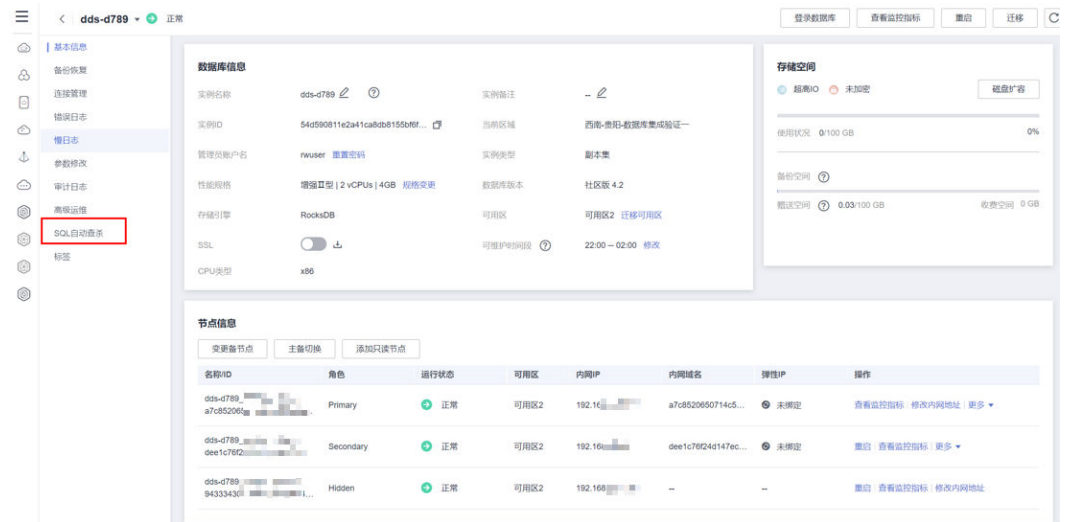 dds-d789 正常 登录数据库 查看监控指标 重启 迁移
基本信息
备份恢复
连接管理
错误日志
慢日志
参数修改
审计日志
高级运维
SQL自动查杀
标签
数据库信息
实例名称 dds-d789 实例备注 --
实例ID 54d590811e2a41ca8db8155bf6f... 当前区域 西南-贵阳-数据库集成验证一
管理员账户名 rwuser 重置密码 实例类型 副本集
性能规格 增强II型 | 2 vCPUs | 4GB 规格变更 数据库版本 社区版 4.2
存储引擎 RocksDB 可用区 可用区2 迁移可用区
SSL 可维护时间段 22:00 -- 02:00 修改
CPU类型 x86
存储空间
超高IO 未加密 磁盘扩容
使用状况 0/100 GB 0%
备份空间
赠送空间 0.03/100 GB 收费空间 0 GB
节点信息
变更备节点 主备切换 添加只读节点
名称/ID 角色 运行状态 可用区 内网IP 内网域名 弹性IP 操作
dds-d789_
a7c85206 Primary 正常 可用区2 192.16 a7c8520650714c5... 未绑定 查看监控指标 修改内网地址 更多
dds-d789_
dee1c76f2 Secondary 正常 可用区2 192.16 dee1c76f24d147ec... 未绑定 重启 查看监控指标 更多
dds-d789
94333430 Hidden 正常 可用区2 192.168 -- -- 重启 查看监控指标 修改内网地址